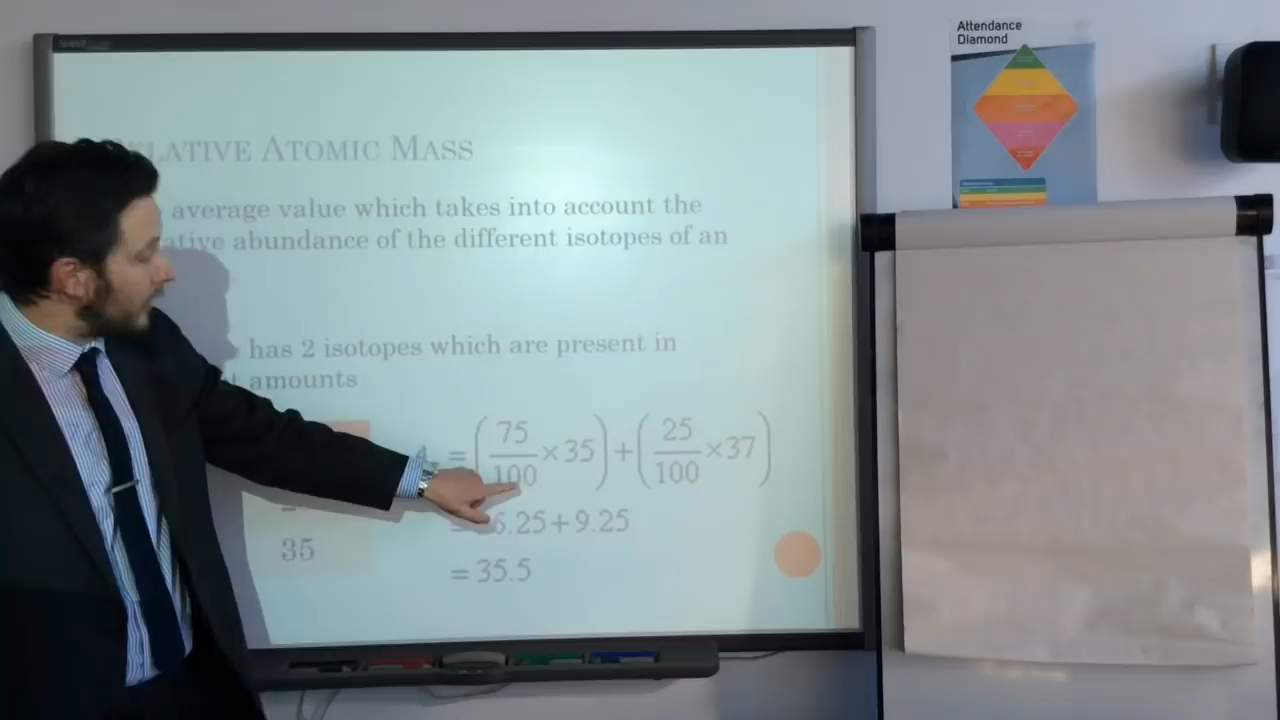 ATIVE ATOMIC MASS
average value which takes into account the
ative abundance of the different isotopes of an
has 2 isotopes which are present in
amounts
= (75/100 × 35) + (25/100 × 37)
6.25+9.25
35
= 35.5
Attendance
Diamond